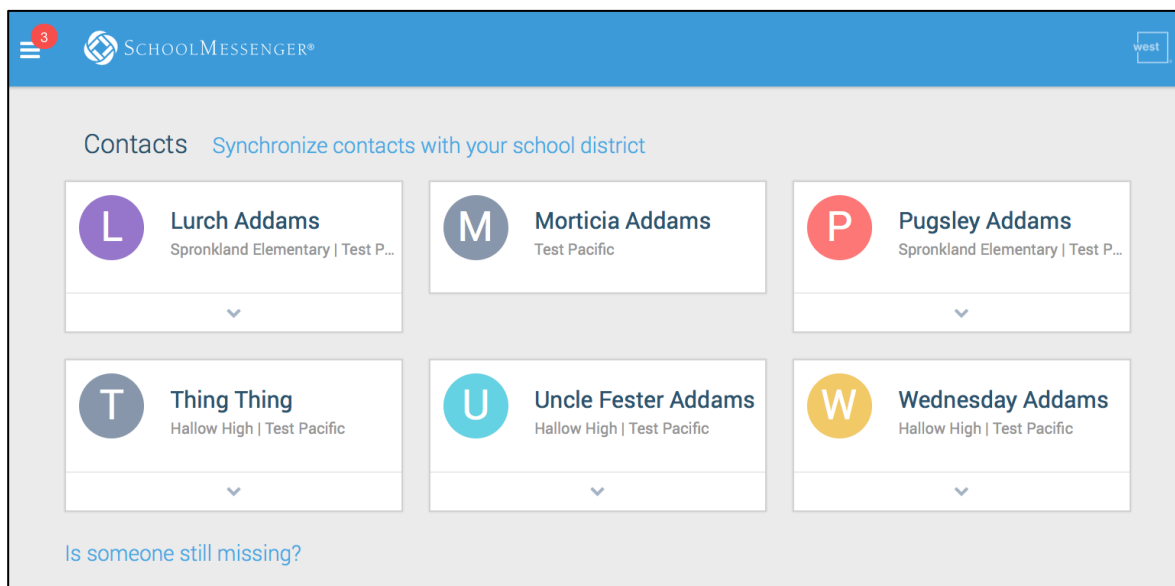 3
SCHOOLMESSENGER®
west
Contacts Synchronize contacts with your school district
L
Lurch Addams
Spronkland Elementary | Test P...
M
Morticia Addams
Test Pacific
P
Pugsley Addams
Spronkland Elementary | Test P...
T
Thing Thing
Hallow High | Test Pacific
U
Uncle Fester Addams
Hallow High | Test Pacific
W
Wednesday Addams
Hallow High | Test Pacific
Is someone still missing?